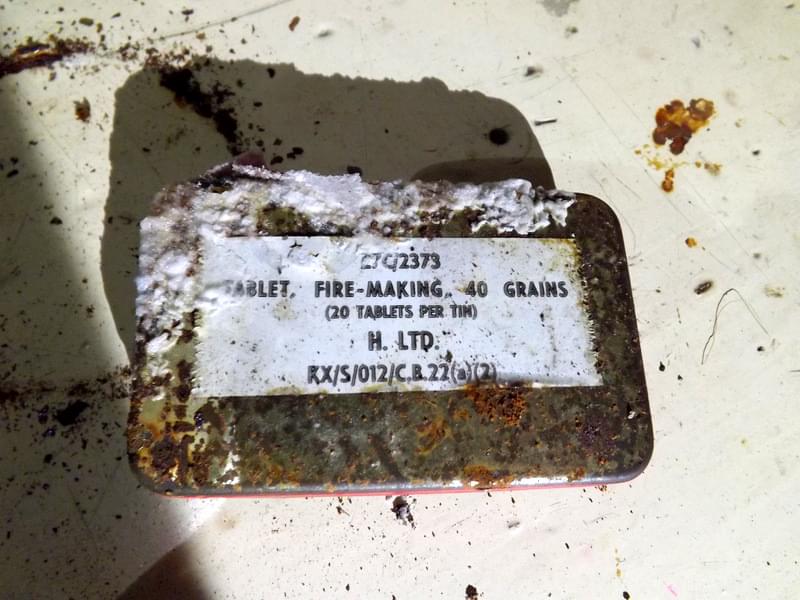 27C/2373
TABLET, FIRE-MAKING, 40 GRAINS
(20 TABLETS PER TIN)
H. LTD.
RX/S/012/C.B.22(a)(2)